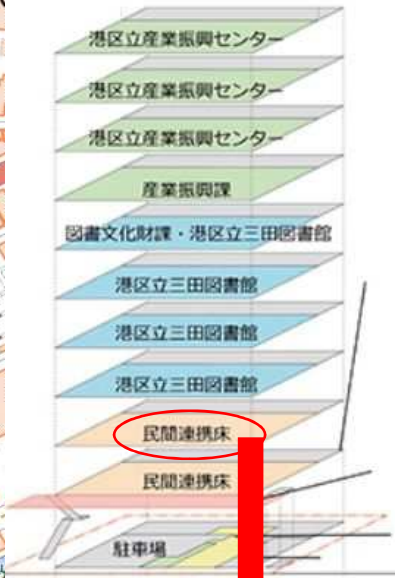 港区立産業振興センター
港区立産業振興センター
港区立産業振興センター
産業振興課
図書文化財課・港区立三田図書館
港区立三田図書館
港区立三田図書館
港区立三田図書館
民間連携床
民間連携床
駐車場